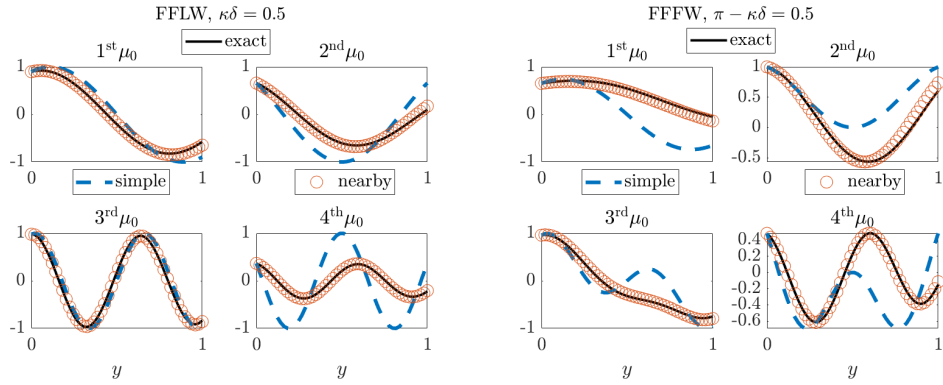 FFLW, κδ = 0.5
exact
1st μ0
2nd μ0
1
0
-1
0
1
1
0
-1
0
1
simple
nearby
3rd μ0
4th μ0
1
0
-1
0
1
1
0
-1
0
1
y
y
FFFW, π − κδ = 0.5
exact
1st μ0
2nd μ0
1
0
-1
0
1
1
0.5
0
-0.5
0
1
simple
nearby
3rd μ0
4th μ0
1
0
-1
0
1
0.4
0.2
0
-0.2
-0.4
-0.6
0
1
y
y